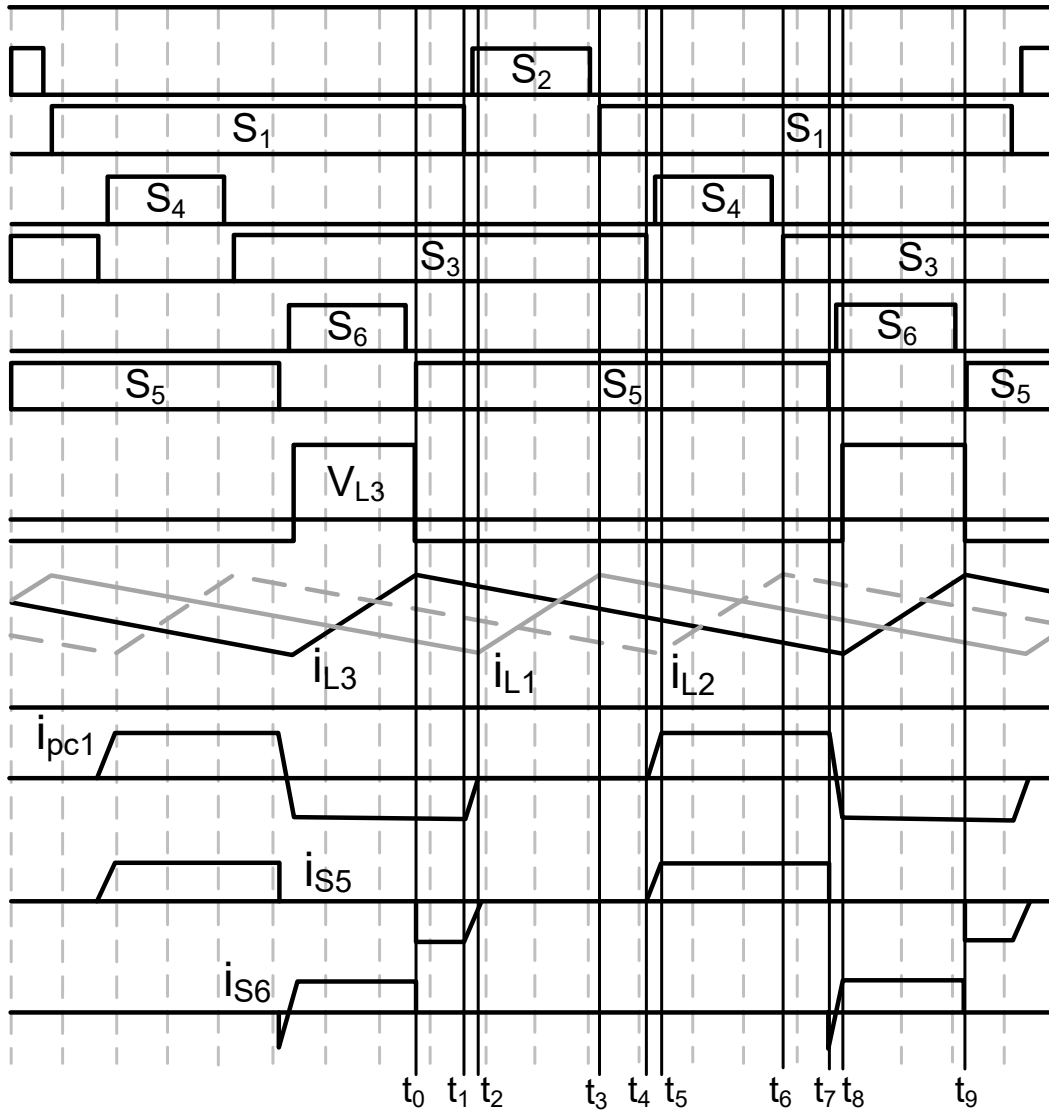 S2
S1 S1
S4 S4
S3 S3
S6 S6
S5 S5 S5
VL3
iL3 iL1 iL2
ipc1
iS5
iS6
t0 t1 t2 t3 t4 t5 t6 t7 t8 t9